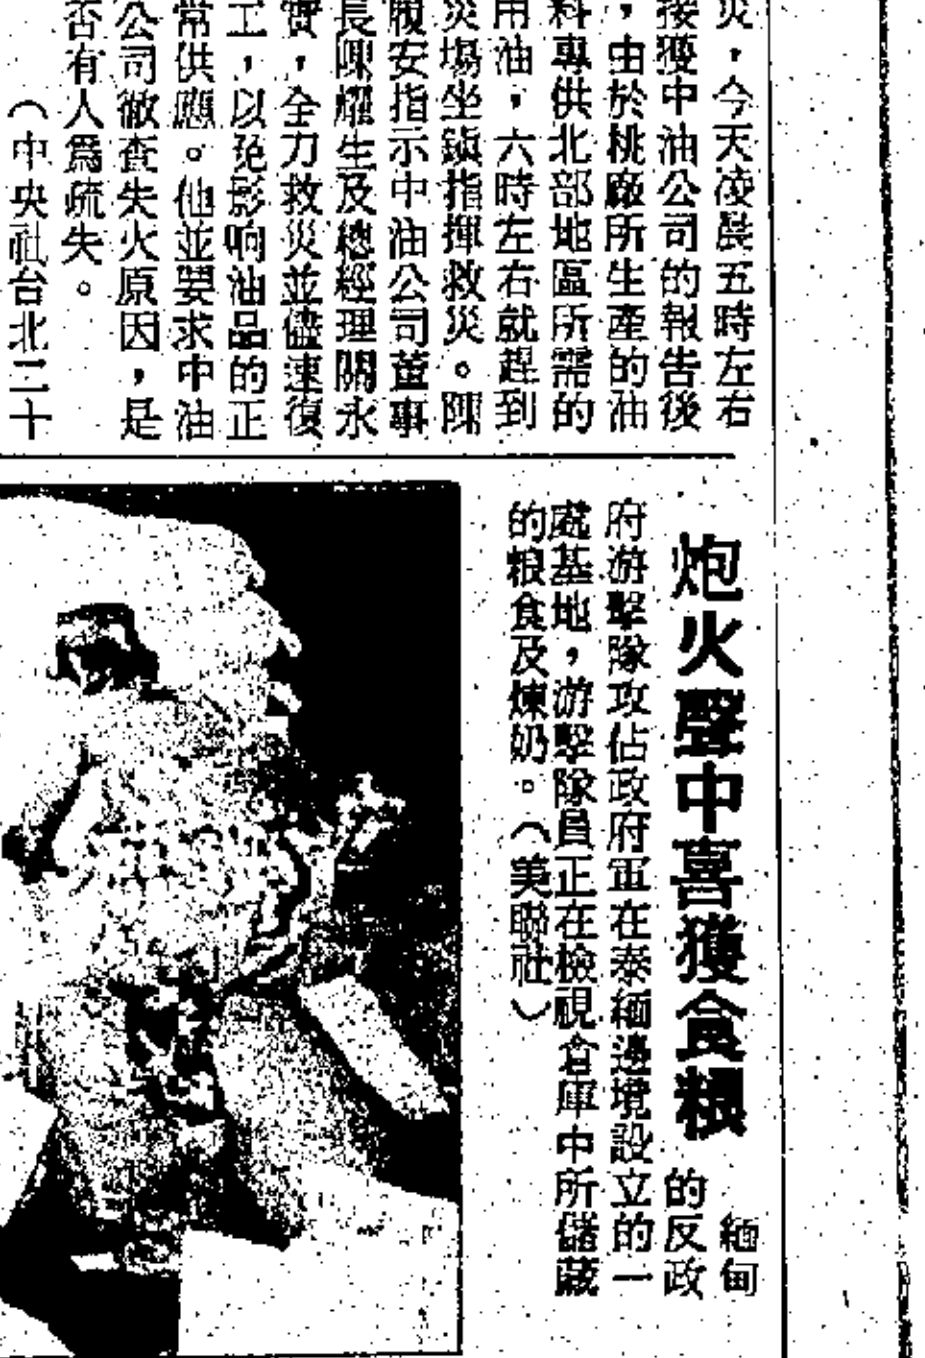 災，今天凌晨五時左右
接獲中油公司的報告後
，由於桃廠所生產的油
料專供北部地區所需的
用油，六時左右就趕到
災場坐鎮指揮救災。陳
履安指示中油公司董事
長陳耀生及總經理關永
實，全力救災並儘速復
工，以免影响油品的正
常供應。他並要求中油
公司徹查失火原因，是
否有人為疏失。
（中央社台北二十
炮火聲中喜獲食粮
緬甸
的反政
府游擊隊攻佔政府軍在泰緬邊境設立的一
處基地，游擊隊員正在檢視倉庫中所儲藏
的粮食及煉奶。（美聯社）